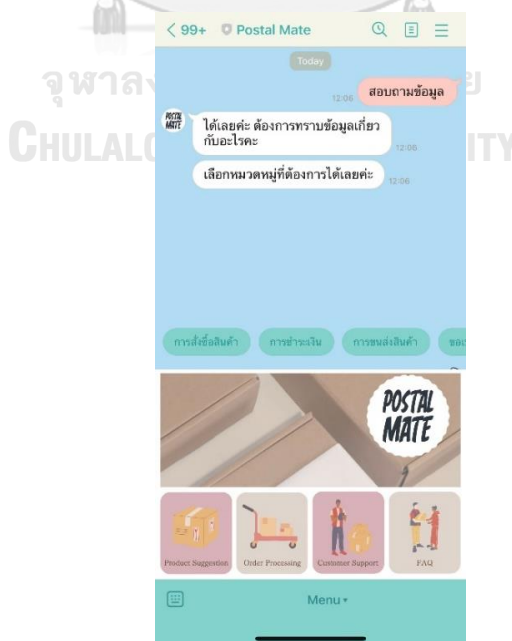 99+ Postal Mate
Today
12:06 สอบถามข้อมูล
POSTAL
MATE
ได้เลยค่ะ ต้องการทราบข้อมูลเกี่ยว
กับอะไรคะ
12:06
เลือกหมวดหมู่ที่ต้องการได้เลยค่ะ
12:06
การสั่งซื้อสินค้า การชำระเงิน การขนส่งสินค้า
POSTAL
MATE
Product Suggestion Order Processing Customer Support FAQ
Menu